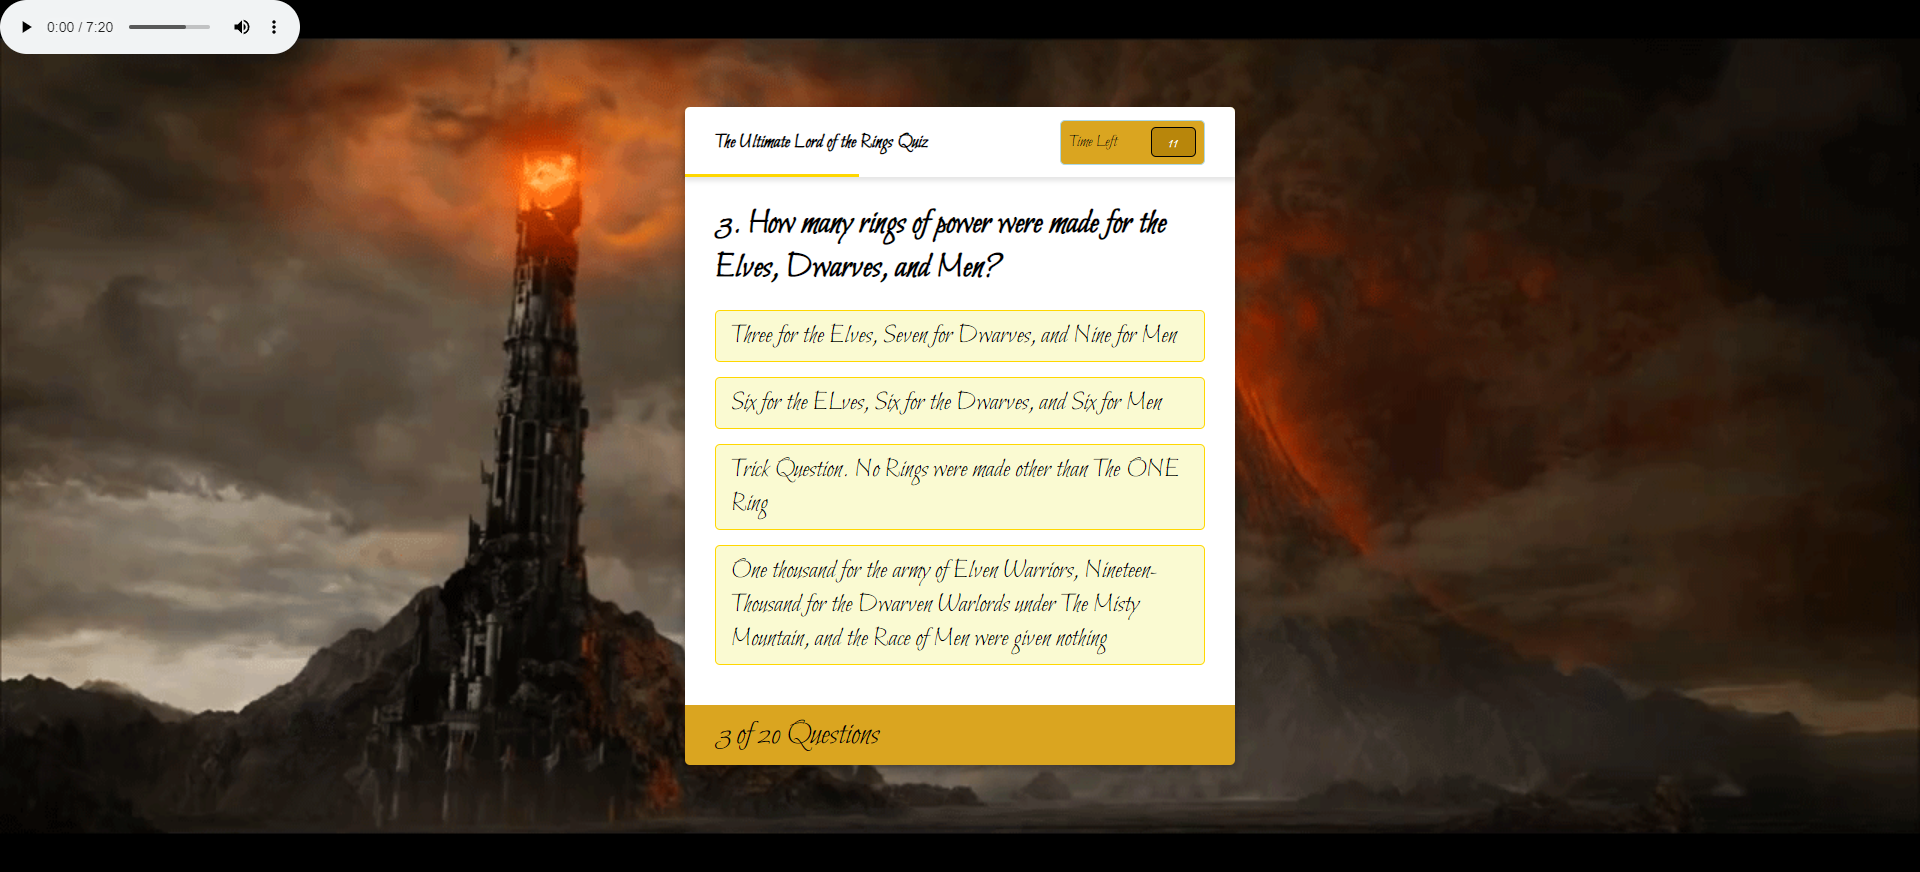 0:00 / 7:20
The Ultimate Lord of the Rings Quiz
Time Left 11
3. How many rings of power were made for the
Elves, Dwarves, and Men?
Three for the Elves, Seven for Dwarves, and Nine for Men
Six for the ELves, Six for the Dwarves, and Six for Men
Trick Question. No Rings were made other than The ONE
Ring
One thousand for the army of Elven Warriors, Nineteen-
Thousand for the Dwarven Warlords under The Misty
Mountain, and the Race of Men were given nothing
3 of 20 Questions